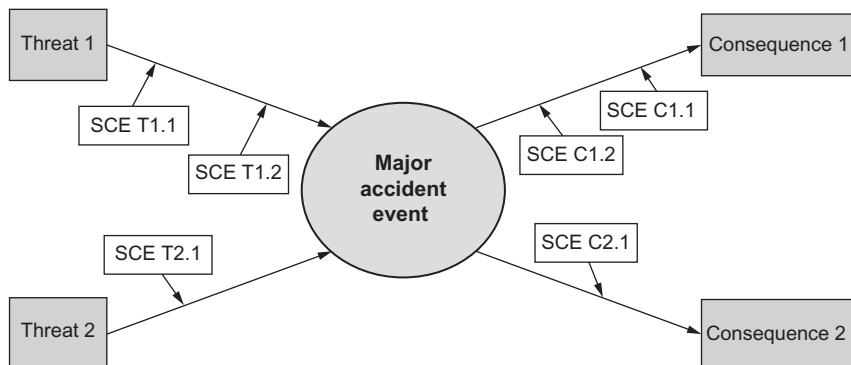 Threat 1
Consequence 1
SCE T1.1
SCE C1.1
SCE T1.2
SCE C1.2
Major
accident
event
SCE T2.1
SCE C2.1
Threat 2
Consequence 2